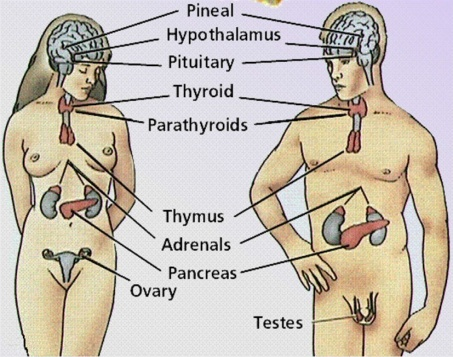 Pineal
Hypothalamus
Pituitary
Thyroid
Parathyroids
Thymus
Adrenals
Pancreas
Ovary
Testes